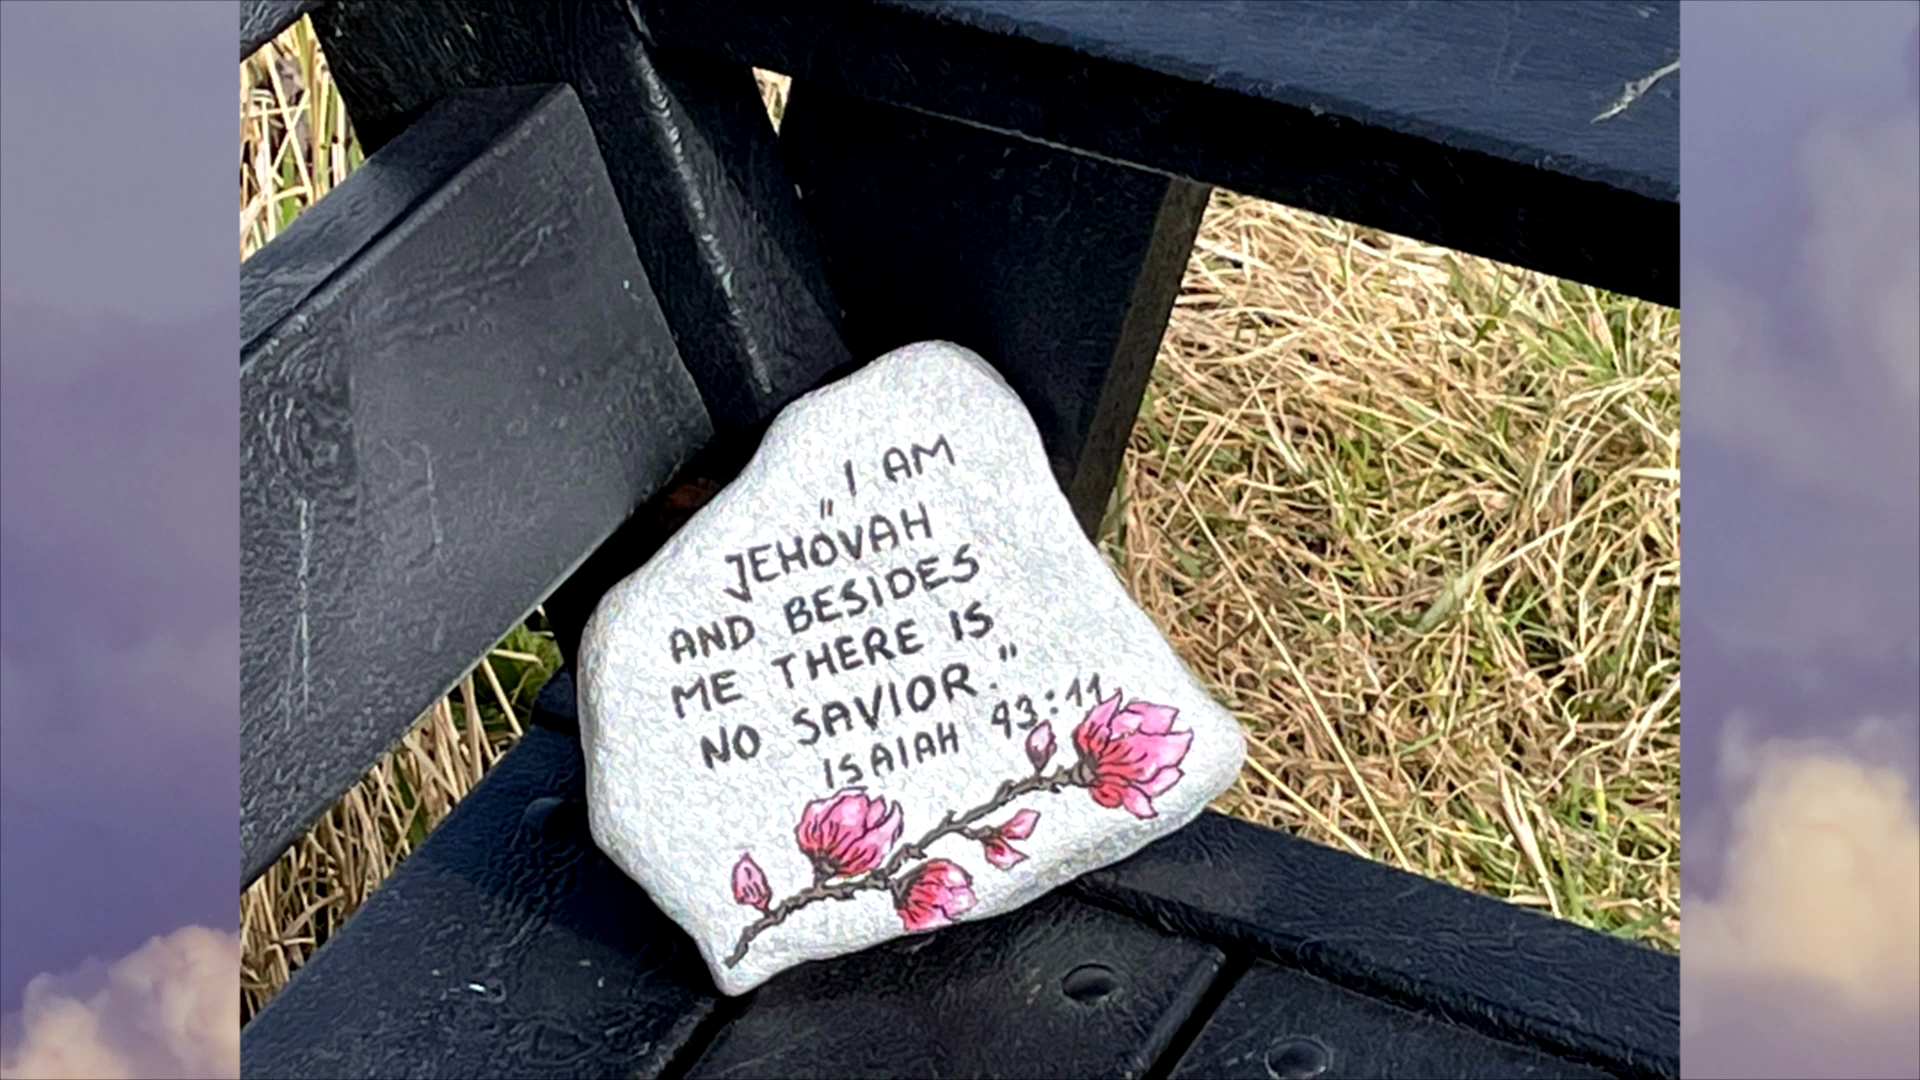 „I AM
JEHOVAH
AND BESIDES
ME THERE IS
NO SAVIOR."
ISAIAH 43:11